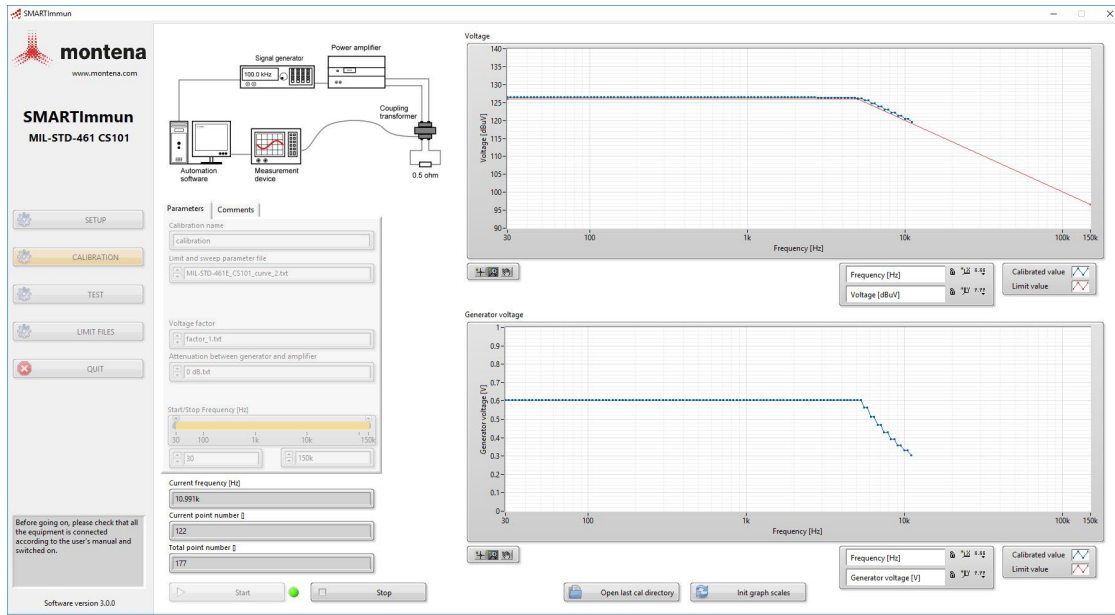 SMARTImmun
montena
www.montena.com
SMARTImmun
MIL-STD-461 CS101
SETUP
CALIBRATION
TEST
LIMIT FILES
QUIT
Before going on, please check that all
the equipment is connected
according to the user's manual and
switched on.
Software version 3.0.0
Signal generator
100.0 kHz
Power amplifier
Coupling
transformer
Automation
software
Measurement
device
0.5 ohm
Parameters
Comments
Calibration name
calibration
Limit and sweep parameter file
MIL-STD-461E_CS101_curve_2.txt
Voltage factor
factor_1.txt
Attenuation between generator and amplifier
0 dB.txt
Start/Stop Frequency [Hz]
30 100 1k 10k 150k
30
150k
Current frequency [Hz]
10.991k
Current point number []
122
Total point number []
177
Start
Stop
Voltage
Voltage [dBuV]
140
135
130
125
120
115
110
105
100
95
90
30 100 1k 10k 100k 150k
Frequency [Hz]
Frequency [Hz]
Voltage [dBuV]
Calibrated value
Limit value
Generator voltage
Generator voltage [V]
1
0.9
0.8
0.7
0.6
0.5
0.4
0.3
0.2
0.1
0
30 100 1k 10k 100k 150k
Frequency [Hz]
Frequency [Hz]
Generator voltage [V]
Calibrated value
Limit value
Open last cal directory
Init graph scales